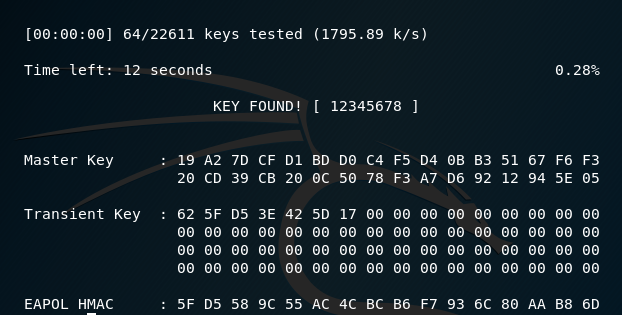 [00:00:00] 64/22611 keys tested (1795.89 k/s)
Time left: 12 seconds 0.28%
KEY FOUND! [ 12345678 ]
Master Key : 19 A2 7D CF D1 BD D0 C4 F5 D4 0B B3 51 67 F6 F3
20 CD 39 CB 20 0C 50 78 F3 A7 D6 92 12 94 5E 05
Transient Key : 62 5F D5 3E 42 5D 17 00 00 00 00 00 00 00 00 00
00 00 00 00 00 00 00 00 00 00 00 00 00 00 00 00
00 00 00 00 00 00 00 00 00 00 00 00 00 00 00 00
00 00 00 00 00 00 00 00 00 00 00 00 00 00 00 00
EAPOL HMAC : 5F D5 58 9C 55 AC 4C BC B6 F7 93 6C 80 AA B8 6D